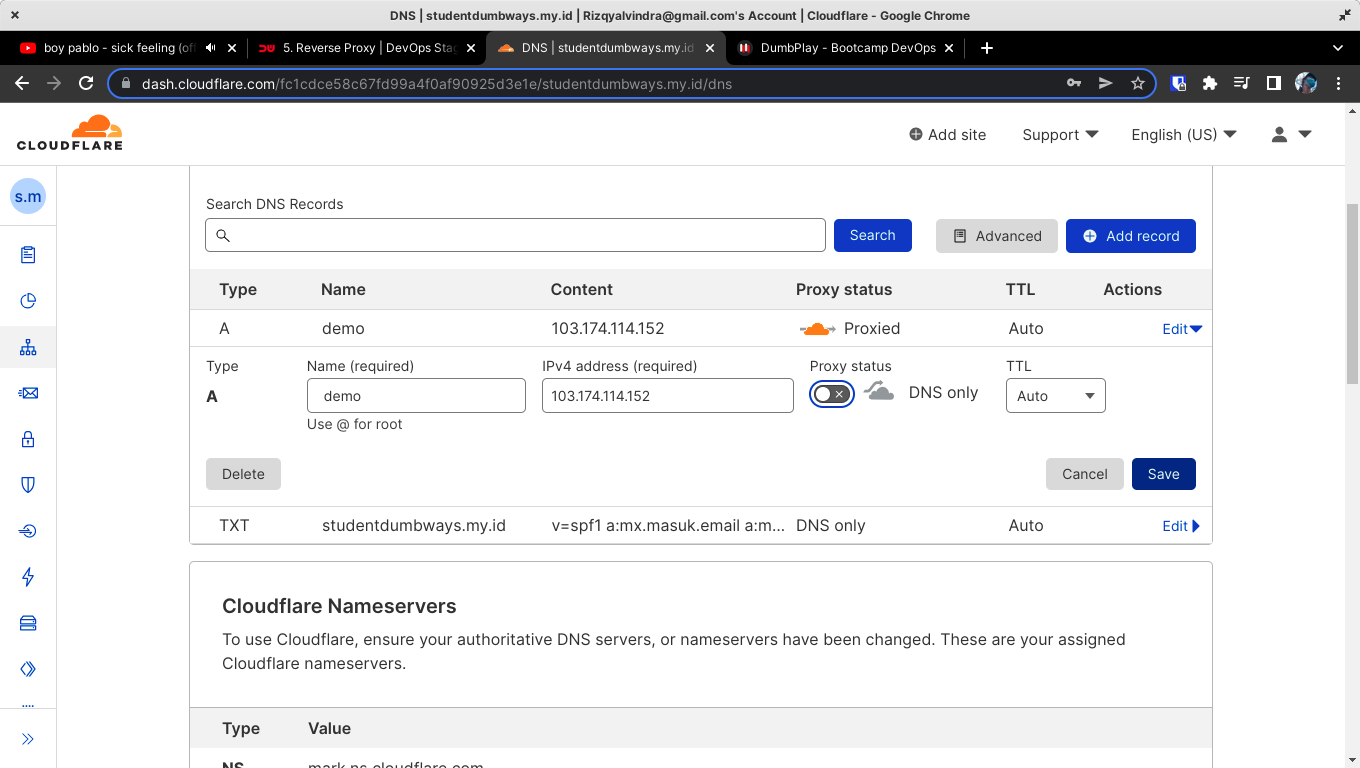 DNS | studentdumbways.my.id | Rizqyalvindra@gmail.com's Account | Cloudflare - Google Chrome
boy pablo - sick feeling (off
5. Reverse Proxy | DevOps Stag
DNS | studentdumbways.my.id
DumbPlay - Bootcamp DevOps
dash.cloudflare.com/fc1cdce58c67fd99a4f0af90925d3e1e/studentdumbways.my.id/dns
CLOUDFLARE
Add site
Support
English (US)
s.m
Search DNS Records
Search
Advanced
Add record
Type Name Content Proxy status TTL Actions
A demo 103.174.114.152 Proxied Auto Edit
Type Name (required) IPv4 address (required) Proxy status TTL
A demo 103.174.114.152 DNS only Auto
Use @ for root
Delete Cancel Save
TXT studentdumbways.my.id v=spf1 a:mx.masuk.email a:m... DNS only Auto Edit
Cloudflare Nameservers
To use Cloudflare, ensure your authoritative DNS servers, or nameservers have been changed. These are your assigned
Cloudflare nameservers.
Type Value
NS mark.ns.cloudflare.com